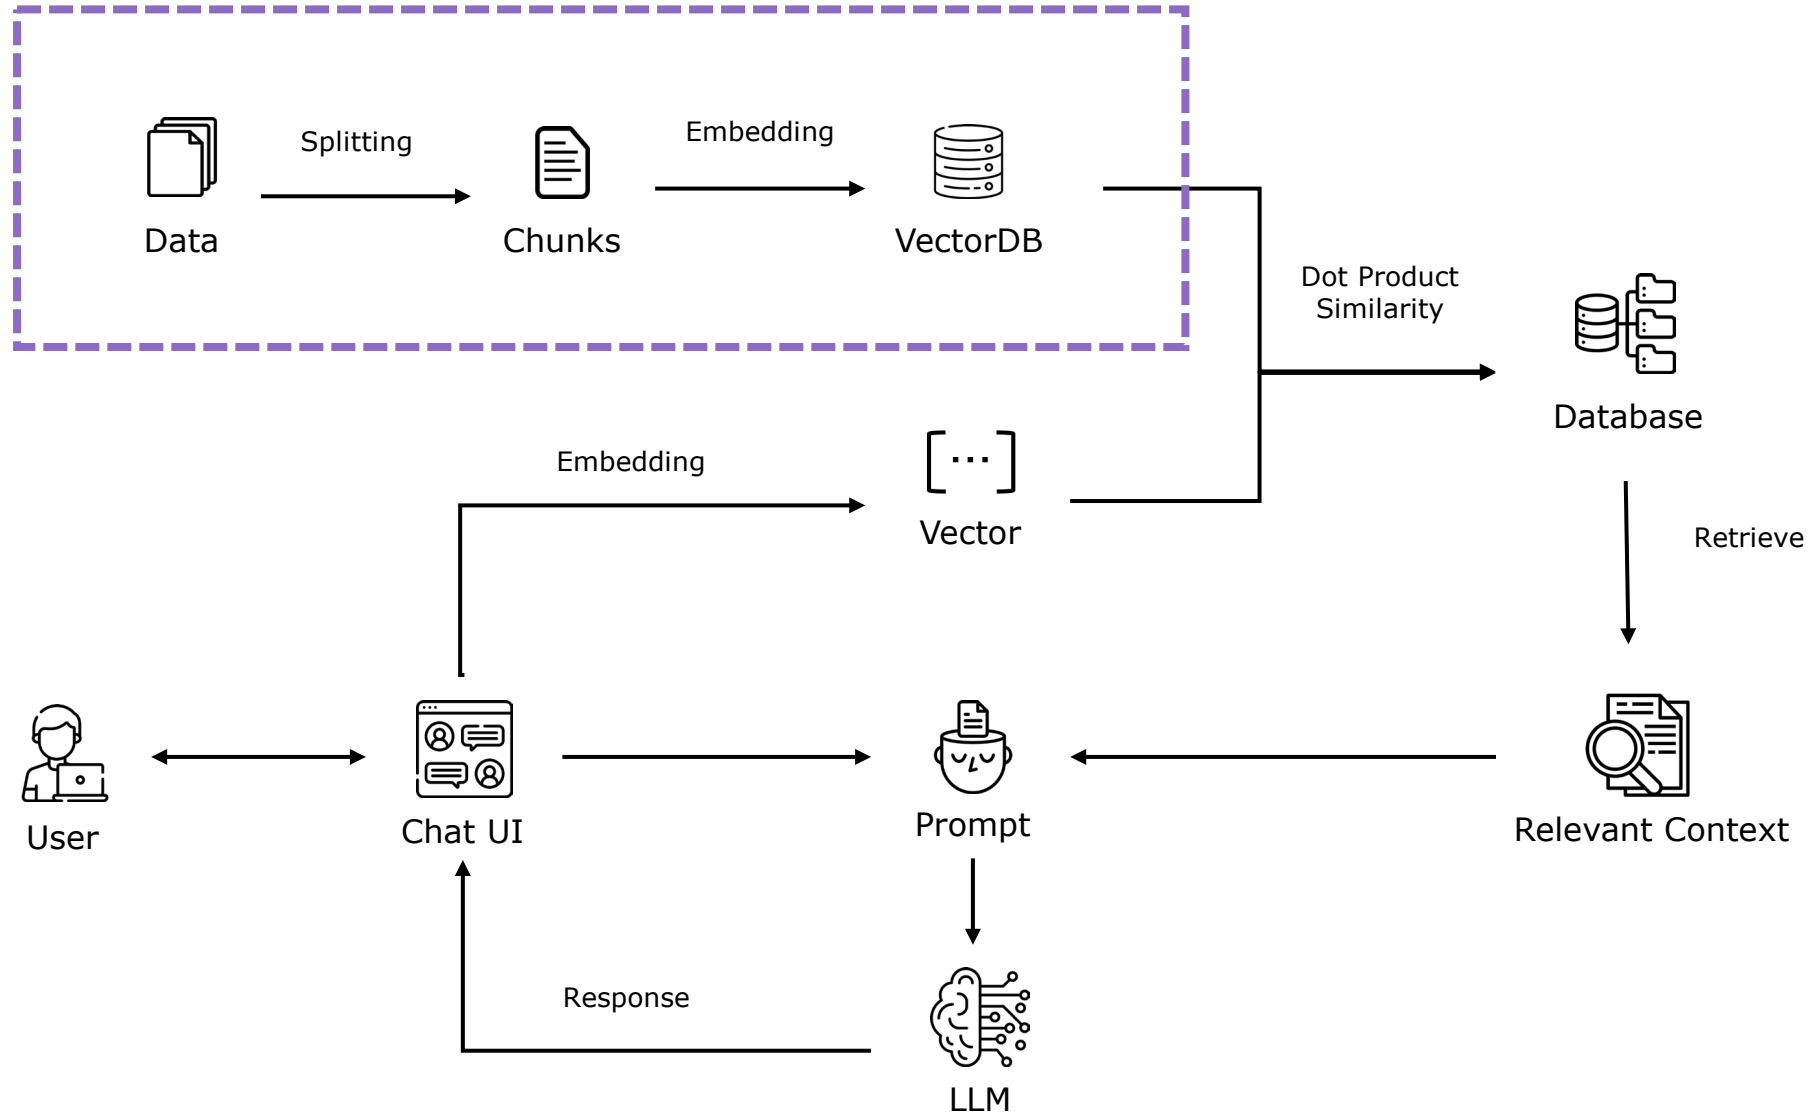 Splitting
Embedding
Data
Chunks
VectorDB
Dot Product
Similarity
Database
Embedding
Vector
Retrieve
User
Chat UI
Prompt
Relevant Context
Response
LLM